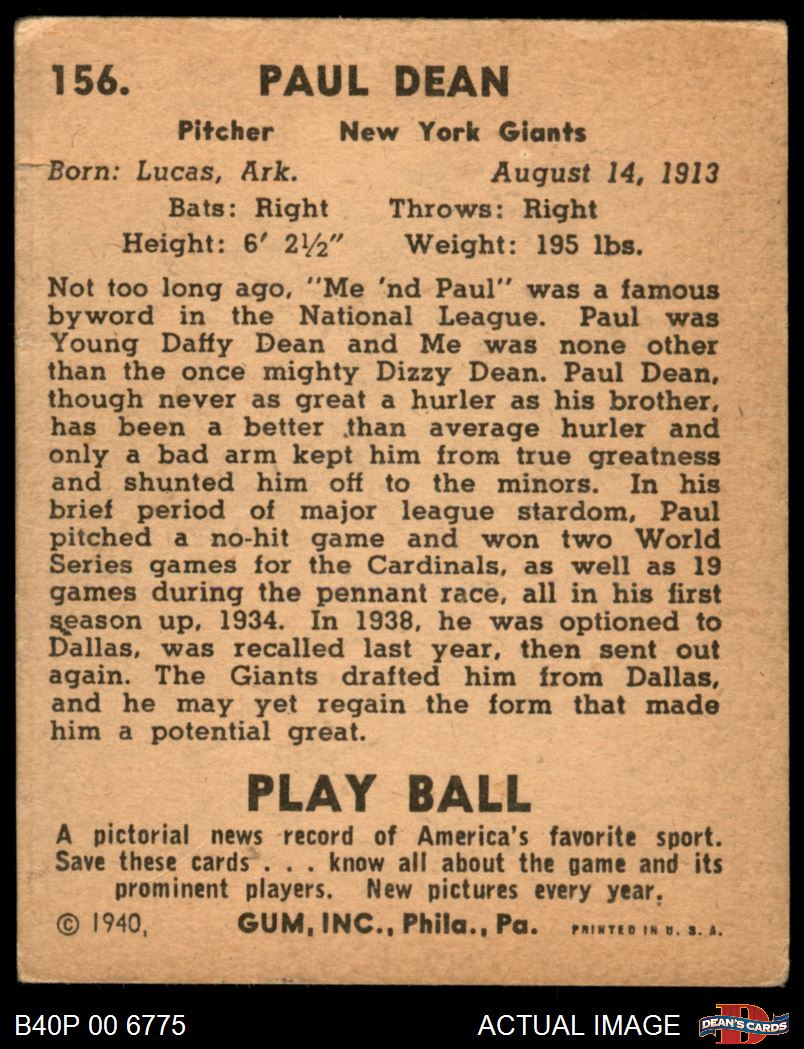 156. PAUL DEAN
Pitcher New York Giants
Born: Lucas, Ark. August 14, 1913
Bats: Right Throws: Right
Height: 6' 2½" Weight: 195 lbs.
Not too long ago, "Me 'nd Paul" was a famous
byword in the National League. Paul was
Young Daffy Dean and Me was none other
than the once mighty Dizzy Dean. Paul Dean,
though never as great a hurler as his brother,
has been a better than average hurler and
only a bad arm kept him from true greatness
and shunted him off to the minors. In his
brief period of major league stardom, Paul
pitched a no-hit game and won two World
Series games for the Cardinals, as well as 19
games during the pennant race, all in his first
season up, 1934. In 1938, he was optioned to
Dallas, was recalled last year, then sent out
again. The Giants drafted him from Dallas,
and he may yet regain the form that made
him a potential great.
PLAY BALL
A pictorial news record of America's favorite sport.
Save these cards . . . know all about the game and its
prominent players. New pictures every year.
© 1940, GUM, INC., Phila., Pa. PRINTED IN U. S. A.
B40P 00 6775 ACTUAL IMAGE D DEAN'S CARDS